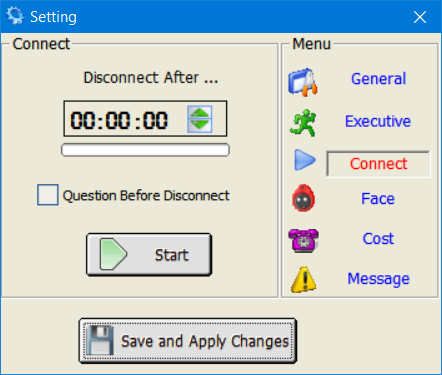 Setting
Connect
Disconnect After ...
00:00:00
Question Before Disconnect
Start
Menu
General
Executive
Connect
Face
Cost
Message
Save and Apply Changes